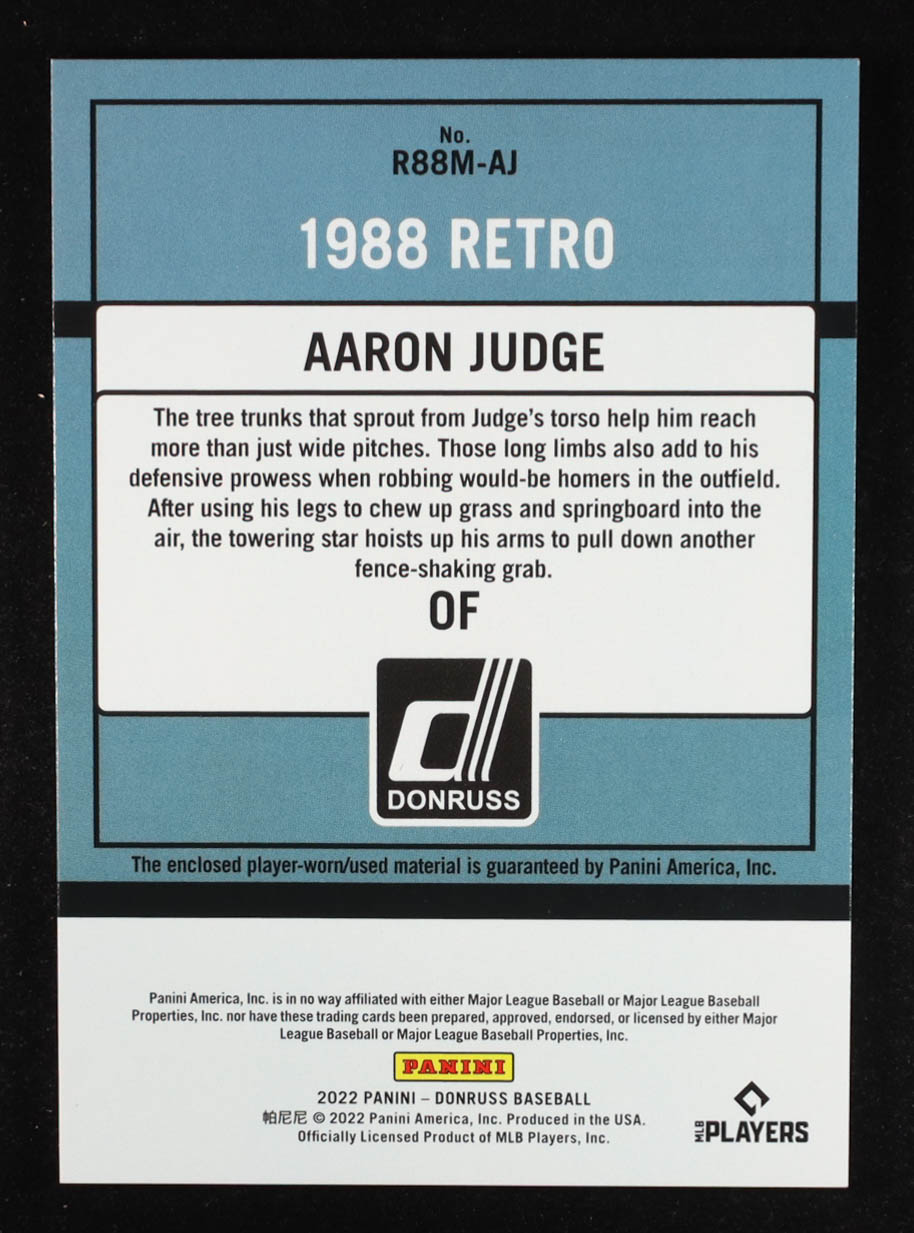 No.
R88M-AJ
1988 RETRO
AARON JUDGE
The tree trunks that sprout from Judge's torso help him reach
more than just wide pitches. Those long limbs also add to his
defensive prowess when robbing would-be homers in the outfield.
After using his legs to chew up grass and springboard into the
air, the towering star hoists up his arms to pull down another
fence-shaking grab.
OF
d
DONRUSS
The enclosed player-worn/used material is guaranteed by Panini America, Inc.
Panini America, Inc. is in no way affiliated with either Major League Baseball or Major League Baseball
Properties, Inc. nor have these trading cards been prepared, approved, endorsed, or licensed by either Major
League Baseball or Major League Baseball Properties, Inc.
PANINI
2022 PANINI – DONRUSS BASEBALL
帕尼尼 © 2022 Panini America, Inc. Produced in the USA.
Officially Licensed Product of MLB Players, Inc.
MLB PLAYERS